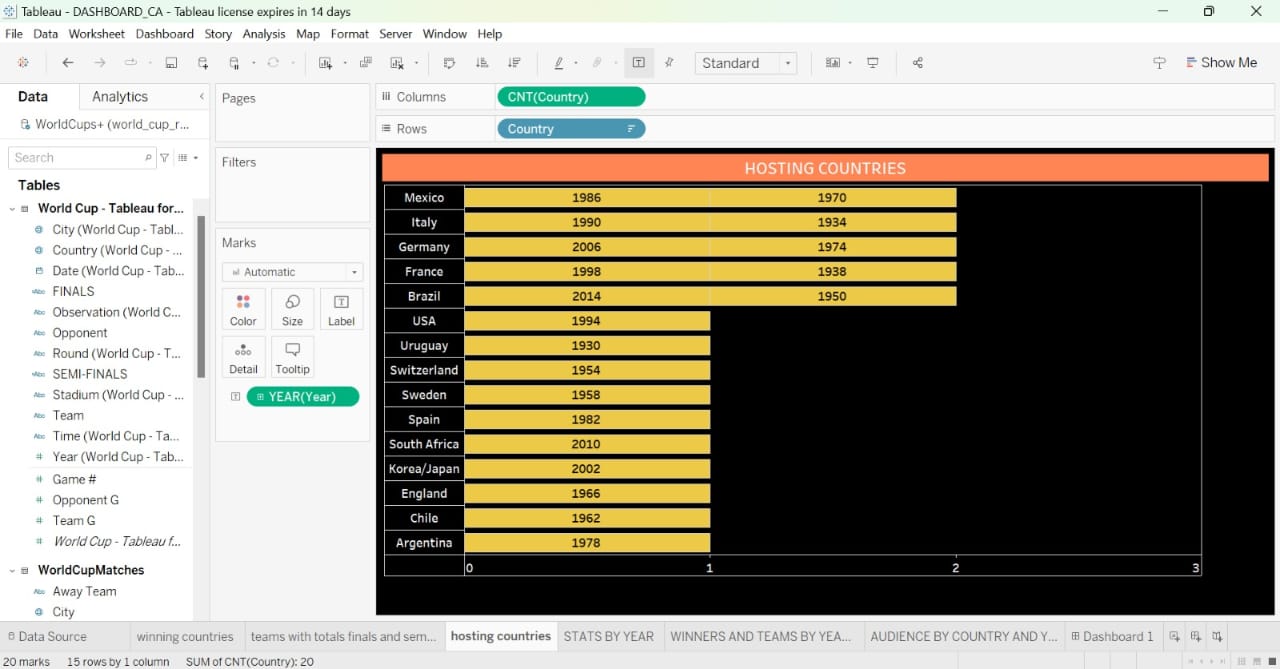 Tableau - DASHBOARD_CA - Tableau license expires in 14 days
File Data Worksheet Dashboard Story Analysis Map Format Server Window Help
Standard
Show Me
Data Analytics
WorldCups+ (world_cup_r...
Search
Tables
World Cup - Tableau for...
City (World Cup - Tabl...
Country (World Cup - ...
Date (World Cup - Tab...
Abc FINALS
Abc Observation (World C...
Abc Opponent
Abc Round (World Cup - T...
Abc SEMI-FINALS
Abc Stadium (World Cup - ...
Abc Team
Abc Time (World Cup - Ta...
# Year (World Cup - Tab...
# Game #
# Opponent G
# Team G
# World Cup - Tableau f...
WorldCupMatches
Abc Away Team
City
Pages
Filters
Marks
Automatic
Color Size Label
Detail Tooltip
YEAR(Year)
Columns CNT(Country)
Rows Country
HOSTING COUNTRIES
Mexico 1986 1970
Italy 1990 1934
Germany 2006 1974
France 1998 1938
Brazil 2014 1950
USA 1994
Uruguay 1930
Switzerland 1954
Sweden 1958
Spain 1982
South Africa 2010
Korea/Japan 2002
England 1966
Chile 1962
Argentina 1978
0 1 2 3
Data Source winning countries teams with totals finals and sem... hosting countries STATS BY YEAR WINNERS AND TEAMS BY YEA... AUDIENCE BY COUNTRY AND Y... Dashboard 1
20 marks 15 rows by 1 column SUM of CNT(Country): 20